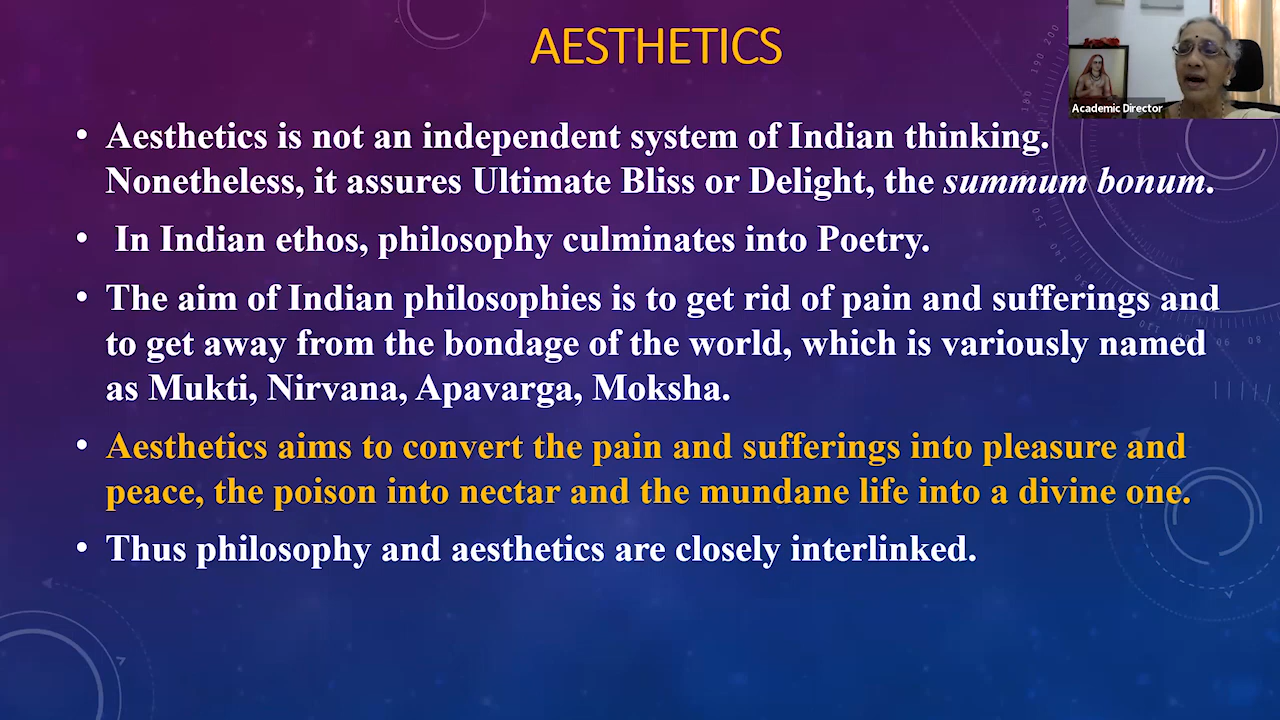 AESTHETICS
Academic Director
• Aesthetics is not an independent system of Indian thinking.
Nonetheless, it assures Ultimate Bliss or Delight, the summum bonum.
• In Indian ethos, philosophy culminates into Poetry.
• The aim of Indian philosophies is to get rid of pain and sufferings and
to get away from the bondage of the world, which is variously named
as Mukti, Nirvana, Apavarga, Moksha.
• Aesthetics aims to convert the pain and sufferings into pleasure and
peace, the poison into nectar and the mundane life into a divine one.
• Thus philosophy and aesthetics are closely interlinked.